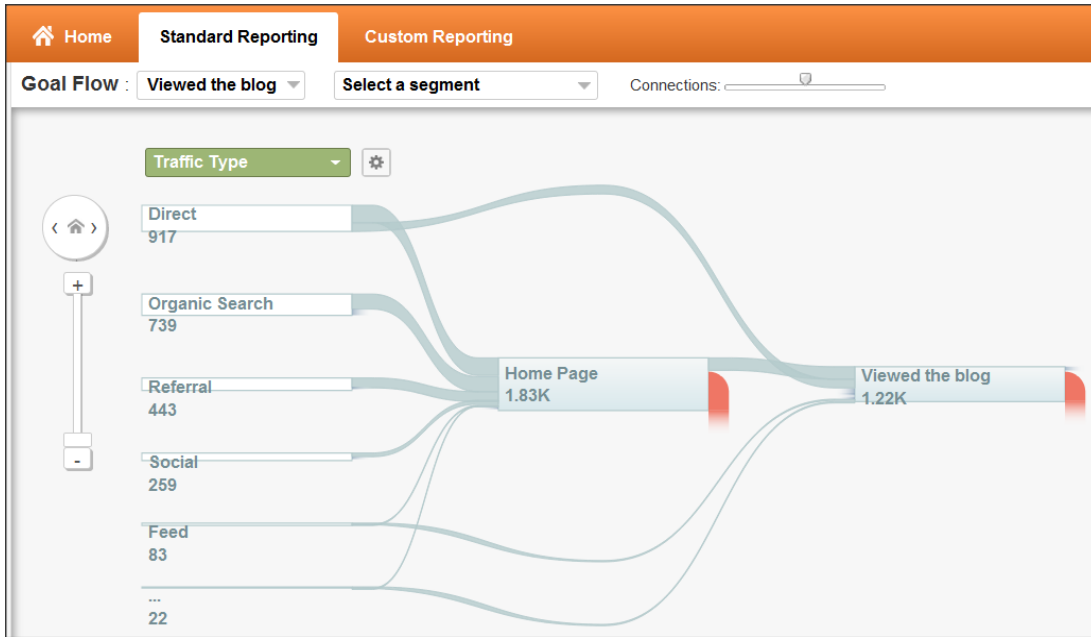 Home Standard Reporting Custom Reporting
Goal Flow : Viewed the blog Select a segment Connections:
Traffic Type
Direct
917
Organic Search
739
Referral
443
Social
259
Feed
83
...
22
Home Page
1.83K
Viewed the blog
1.22K
+
-